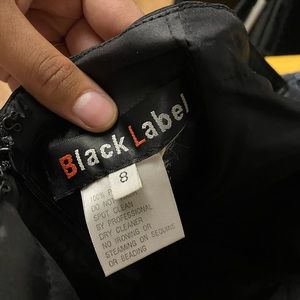 Black Label
8
100%
DO NOT
SPOT CLEAN
BY PROFESSIONAL
DRY CLEANER
NO IRONING OR
STEAMING ON SEQUINS
OR BEADING